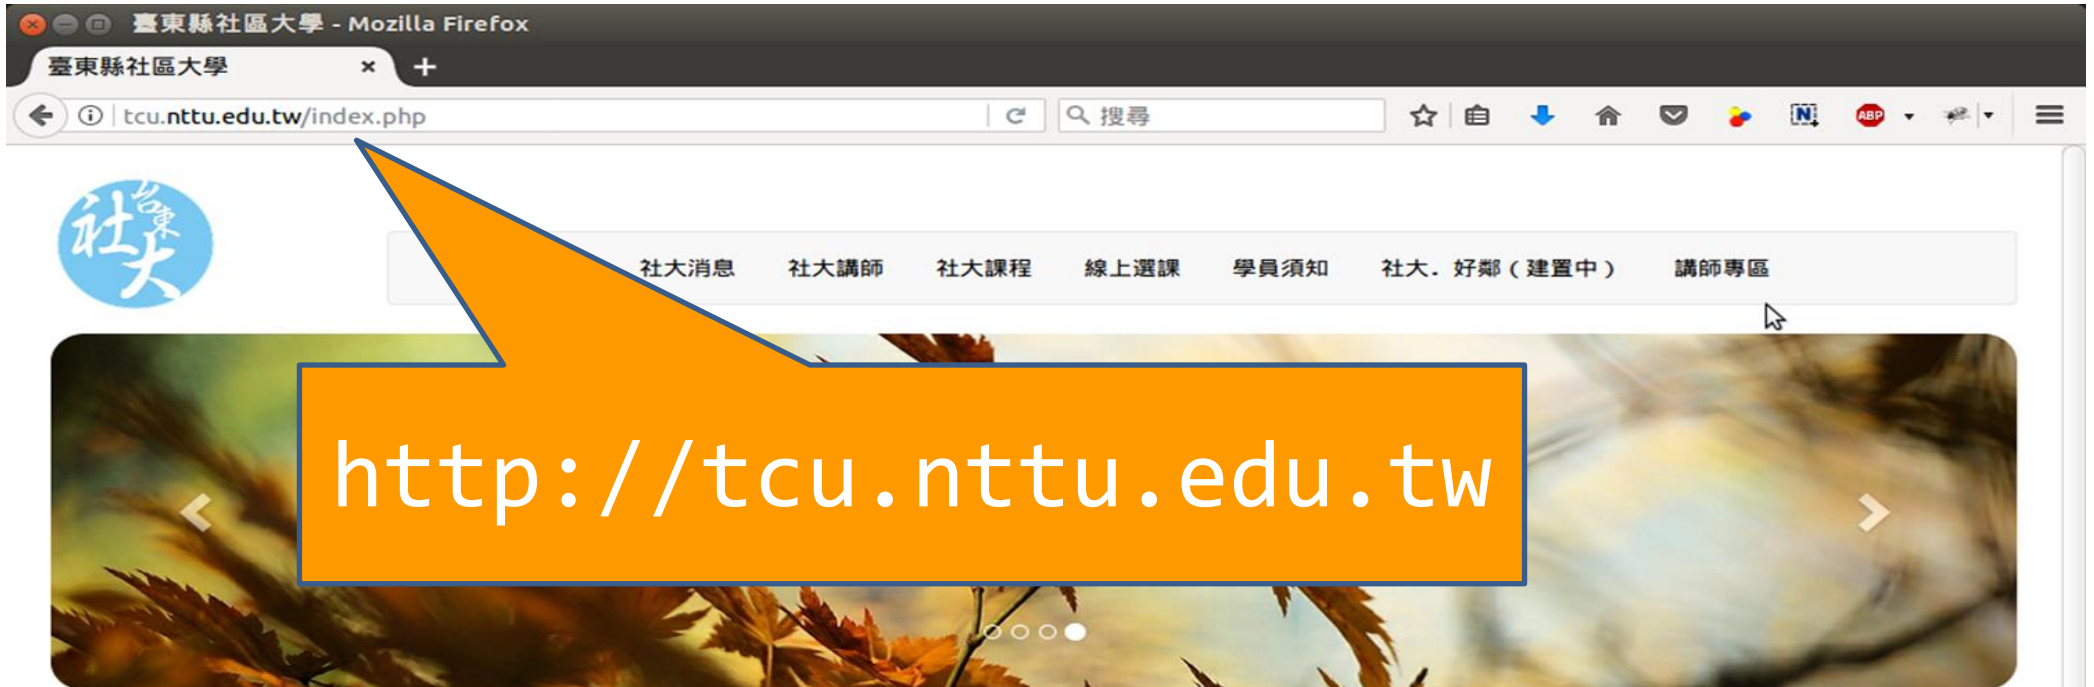 臺東縣社區大學 - Mozilla Firefox
臺東縣社區大學
tcu.nttu.edu.tw/index.php
搜尋
ABP
台東
社大
社大消息 社大講師 社大課程 線上選課 學員須知 社大．好鄰（建置中） 講師專區
http://tcu.nttu.edu.tw